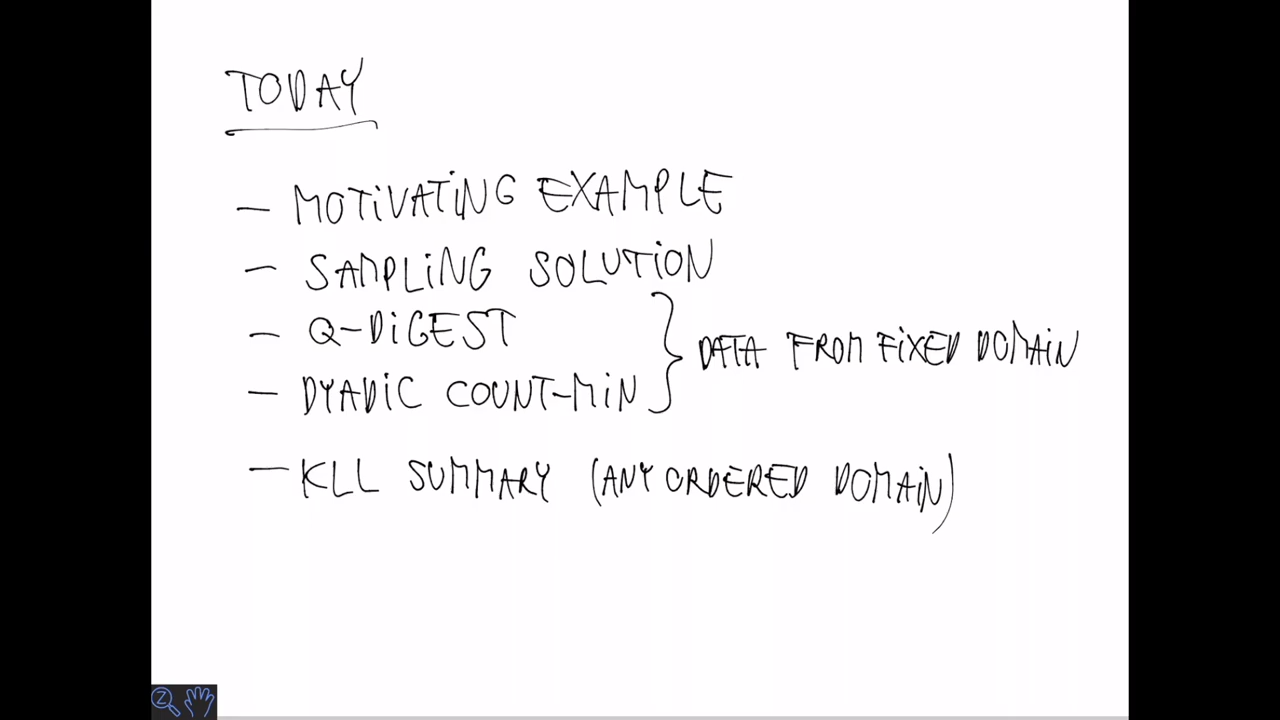 TODAY
— MOTIVATING EXAMPLE
— SAMPLING SOLUTION
— Q-DIGEST
— DYADIC COUNT-MIN
} DATA FROM FIXED DOMAIN
— KLL SUMMARY (ANY ORDERED DOMAIN)
Z